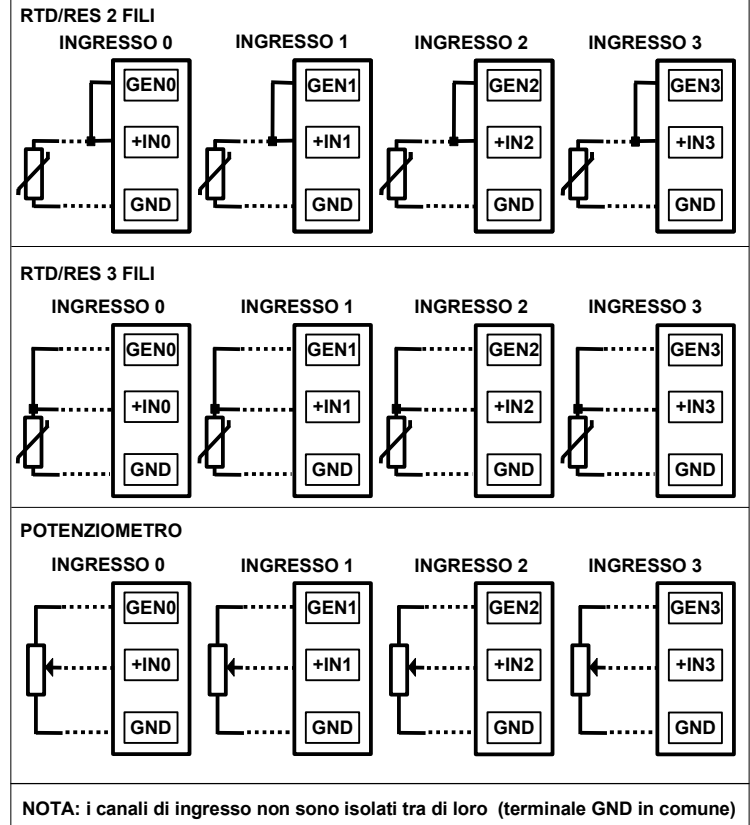 RTD/RES 2 FILI
INGRESSO 0 INGRESSO 1 INGRESSO 2 INGRESSO 3
GEN0 GEN1 GEN2 GEN3
+IN0 +IN1 +IN2 +IN3
GND GND GND GND
RTD/RES 3 FILI
INGRESSO 0 INGRESSO 1 INGRESSO 2 INGRESSO 3
GEN0 GEN1 GEN2 GEN3
+IN0 +IN1 +IN2 +IN3
GND GND GND GND
POTENZIOMETRO
INGRESSO 0 INGRESSO 1 INGRESSO 2 INGRESSO 3
GEN0 GEN1 GEN2 GEN3
+IN0 +IN1 +IN2 +IN3
GND GND GND GND
NOTA: i canali di ingresso non sono isolati tra di loro (terminale GND in comune)